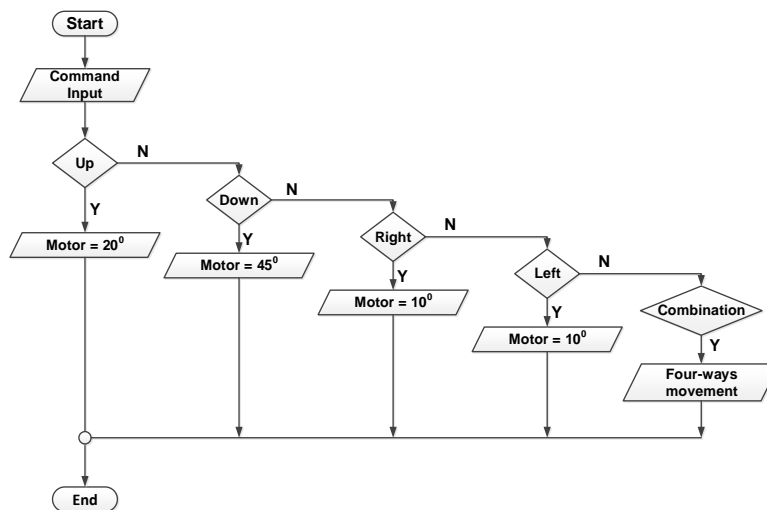 Start
Command
Input
Up
N
Y
Motor = 20⁰
Down
N
Y
Motor = 45⁰
Right
N
Y
Motor = 10⁰
Left
N
Y
Motor = 10⁰
Combination
Y
Four-ways
movement
End